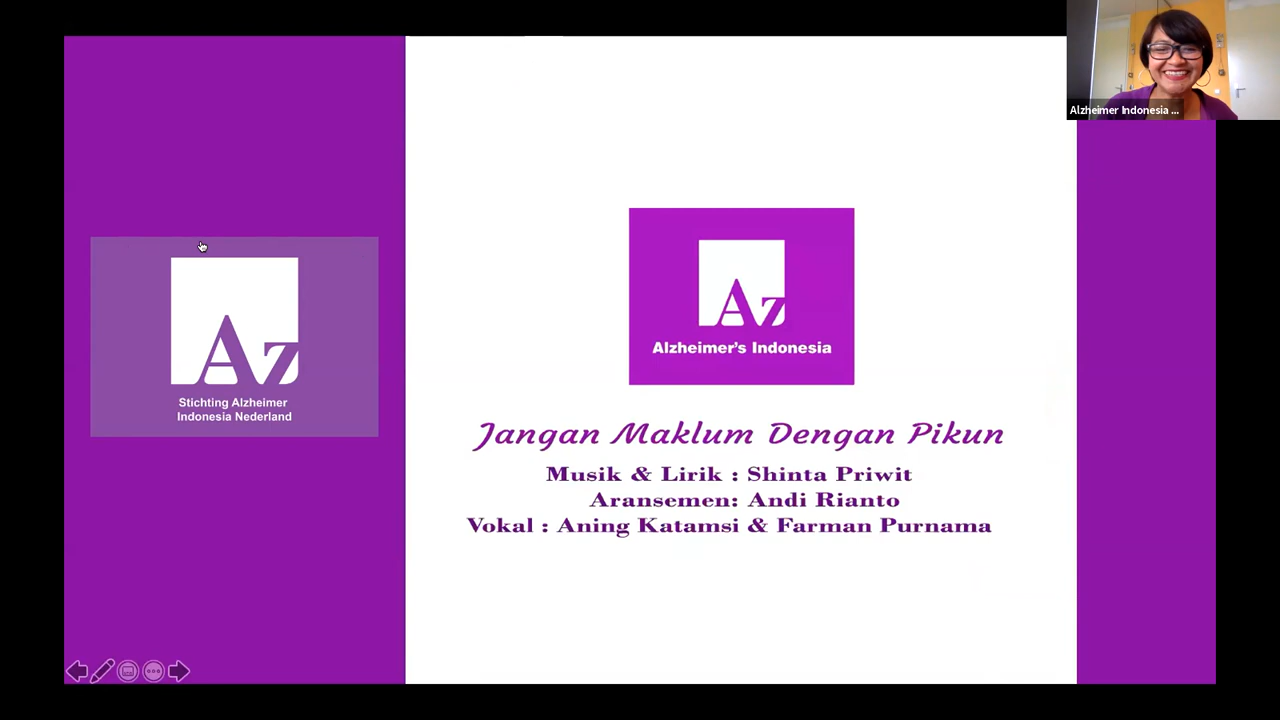 Alzheimer Indonesia ...
Az
Stichting Alzheimer
Indonesia Nederland
Az
Alzheimer's Indonesia
Jangan Maklum Dengan Pikun
Musik & Lirik : Shinta Priwit
Aransemen: Andi Rianto
Vokal : Aning Katamsi & Farman Purnama